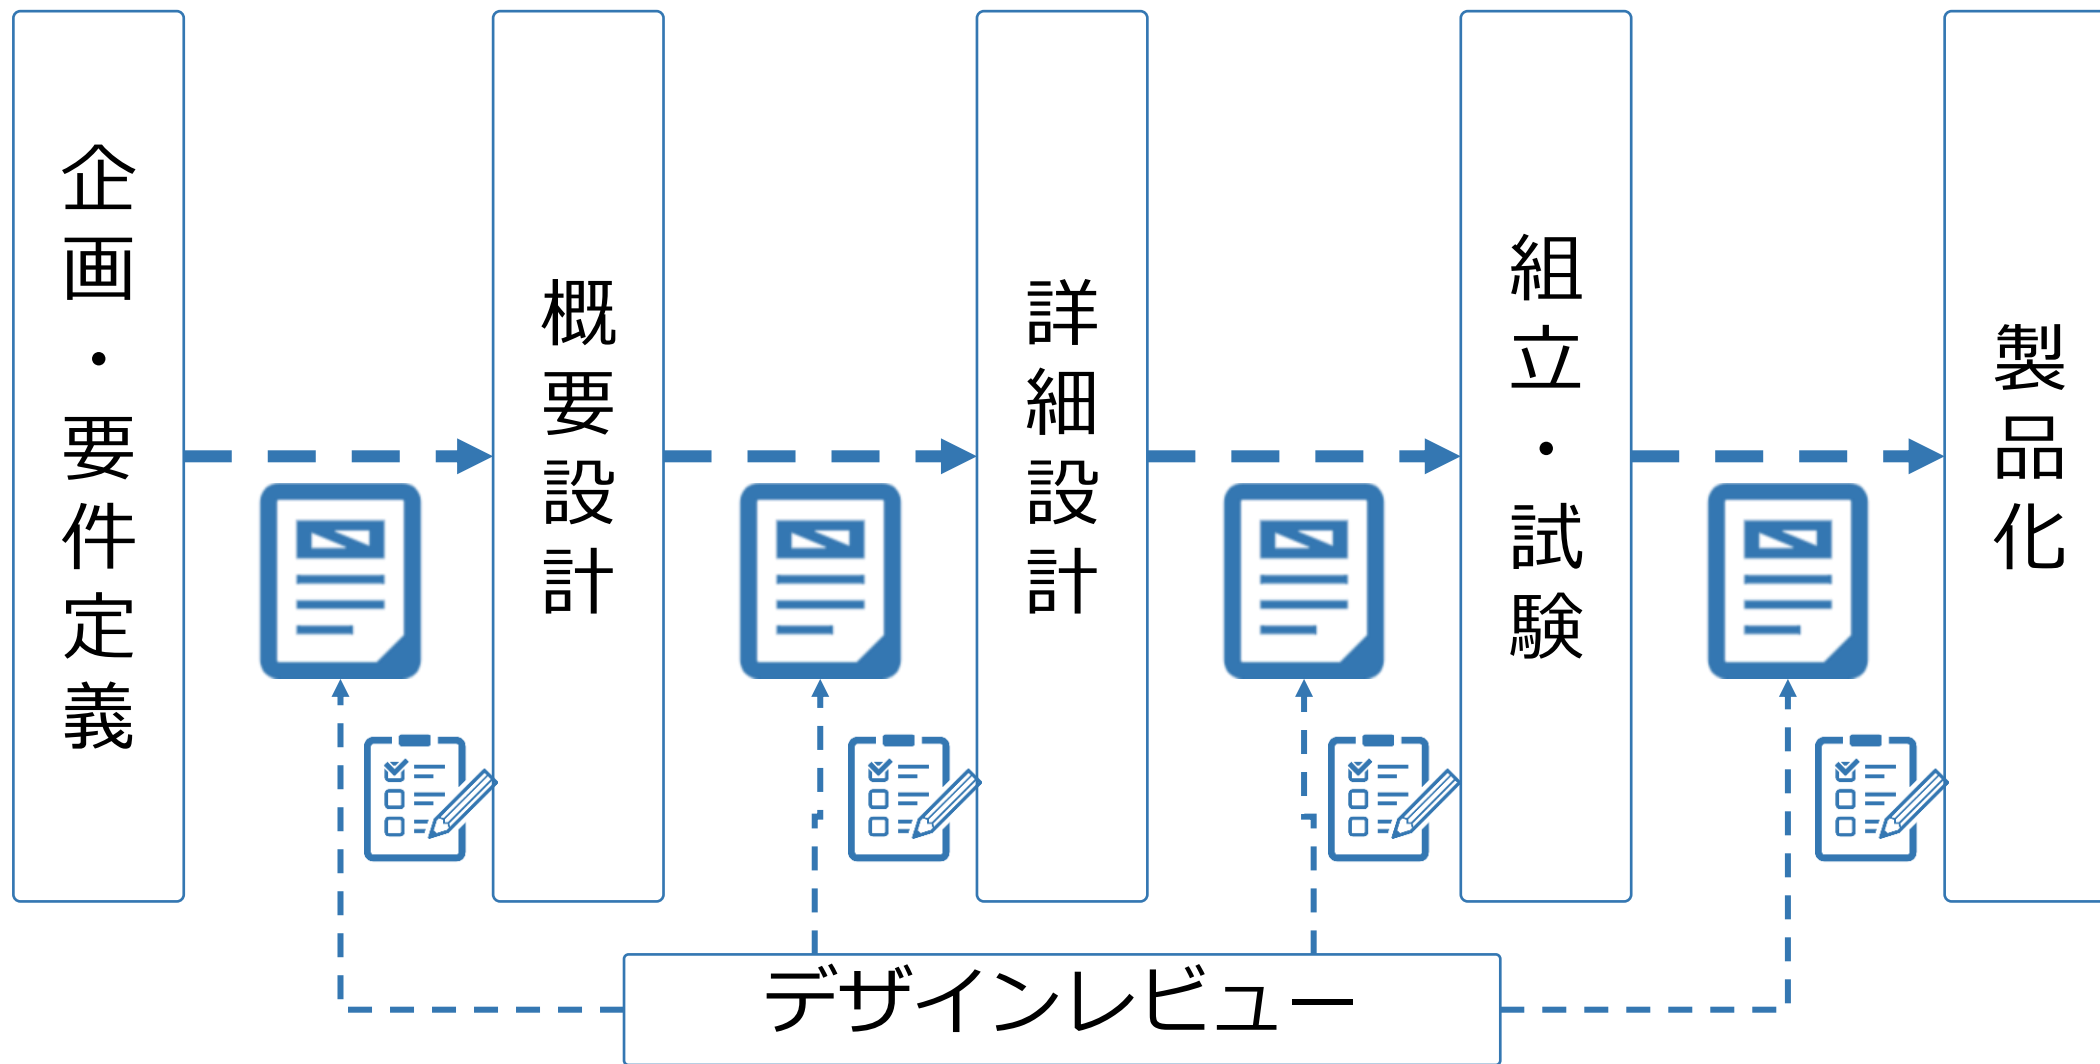 企画・要件定義
概要設計
詳細設計
組立・試験
製品化
デザインレビュー